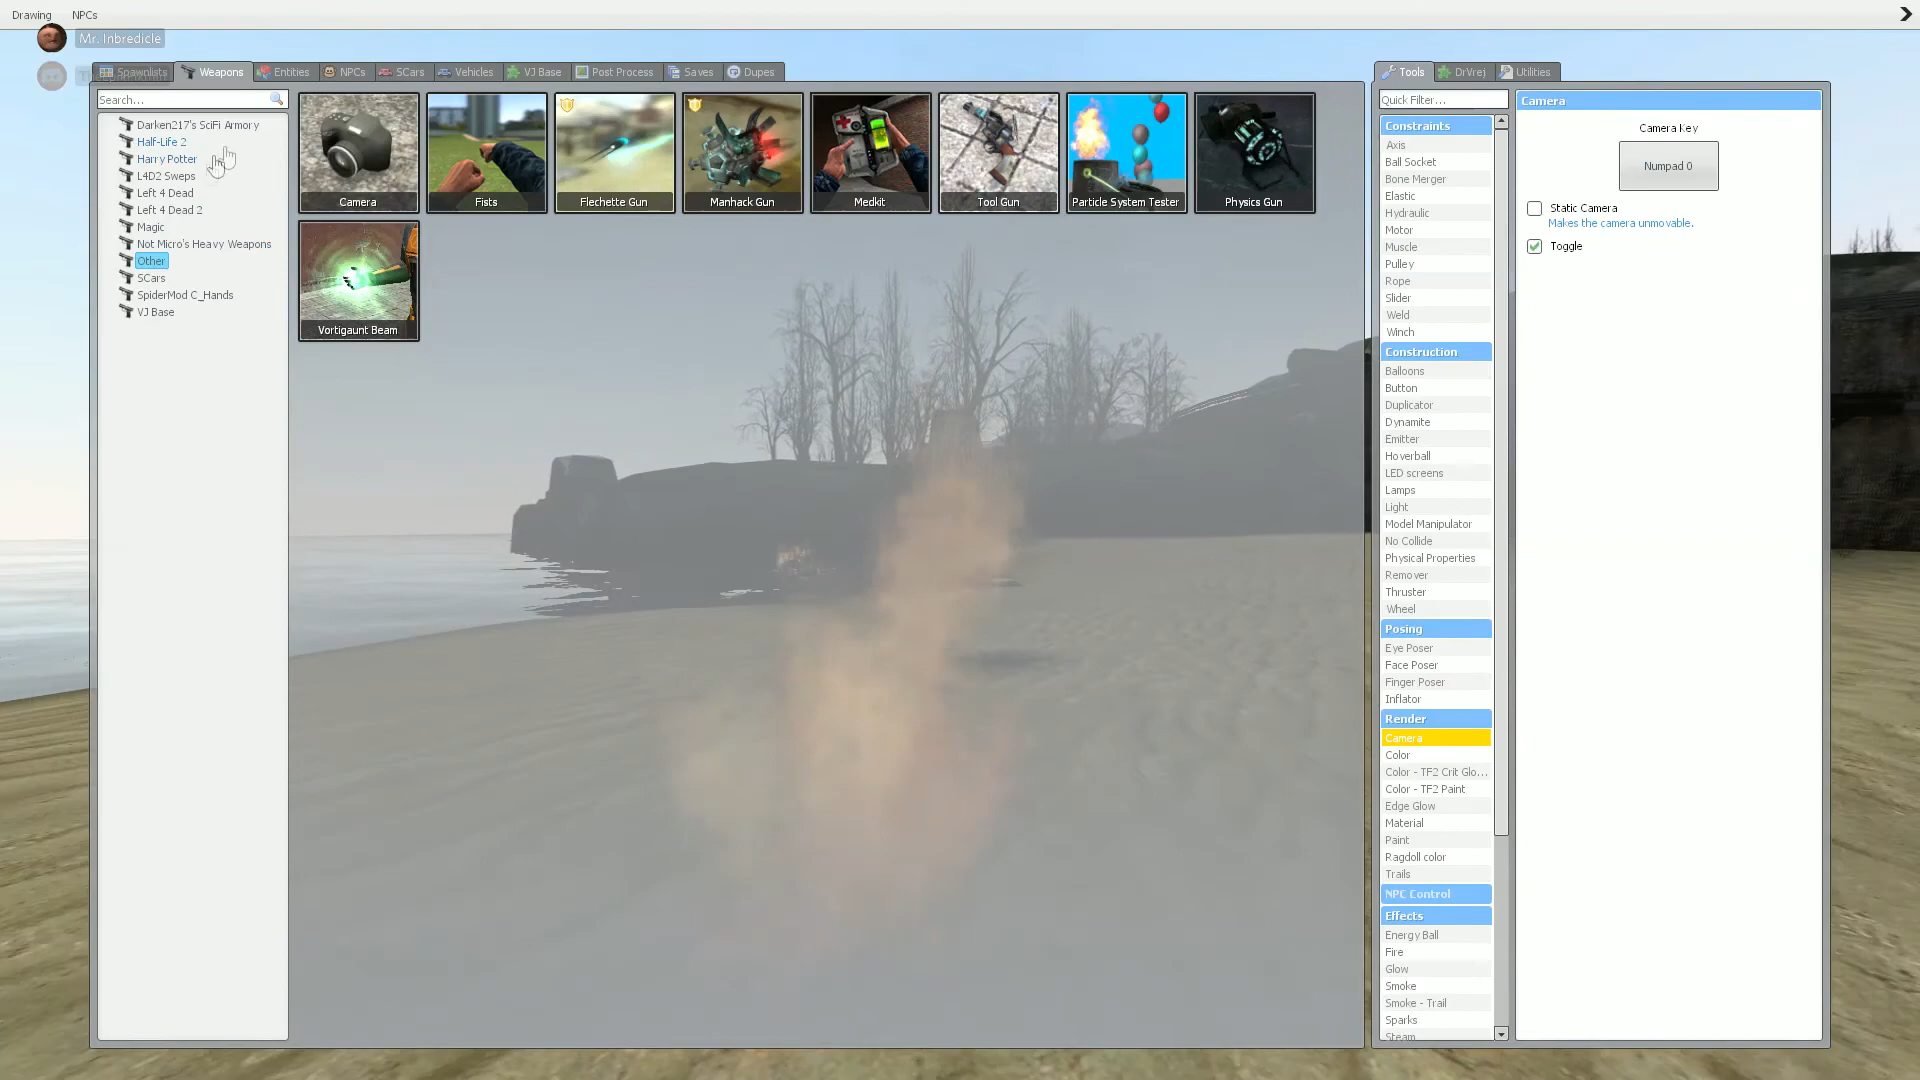 Drawing NPCs
Mr. Inbredicle
Spawnlists Weapons Entities NPCs SCars Vehicles VJ Base Post Process Saves Dupes
Search...
Darken217's SciFi Armory
Half-Life 2
Harry Potter
L4D2 Sweps
Left 4 Dead
Left 4 Dead 2
Magic
Not Micro's Heavy Weapons
Other
SCars
SpiderMod C_Hands
VJ Base
Camera
Fists
Flechette Gun
Manhack Gun
Medkit
Tool Gun
Particle System Tester
Physics Gun
Vortigaunt Beam
Tools DrVrej Utilities
Quick Filter...
Constraints
Axis
Ball Socket
Bone Merger
Elastic
Hydraulic
Motor
Muscle
Pulley
Rope
Slider
Weld
Winch
Construction
Balloons
Button
Duplicator
Dynamite
Emitter
Hoverball
LED screens
Lamps
Light
Model Manipulator
No Collide
Physical Properties
Remover
Thruster
Wheel
Posing
Eye Poser
Face Poser
Finger Poser
Inflator
Render
Camera
Color
Color - TF2 Crit Glo...
Color - TF2 Paint
Edge Glow
Material
Paint
Ragdoll color
Trails
NPC Control
Effects
Energy Ball
Fire
Glow
Smoke
Smoke - Trail
Sparks
Steam
Camera
Camera Key
Numpad 0
Static Camera
Makes the camera unmovable.
Toggle